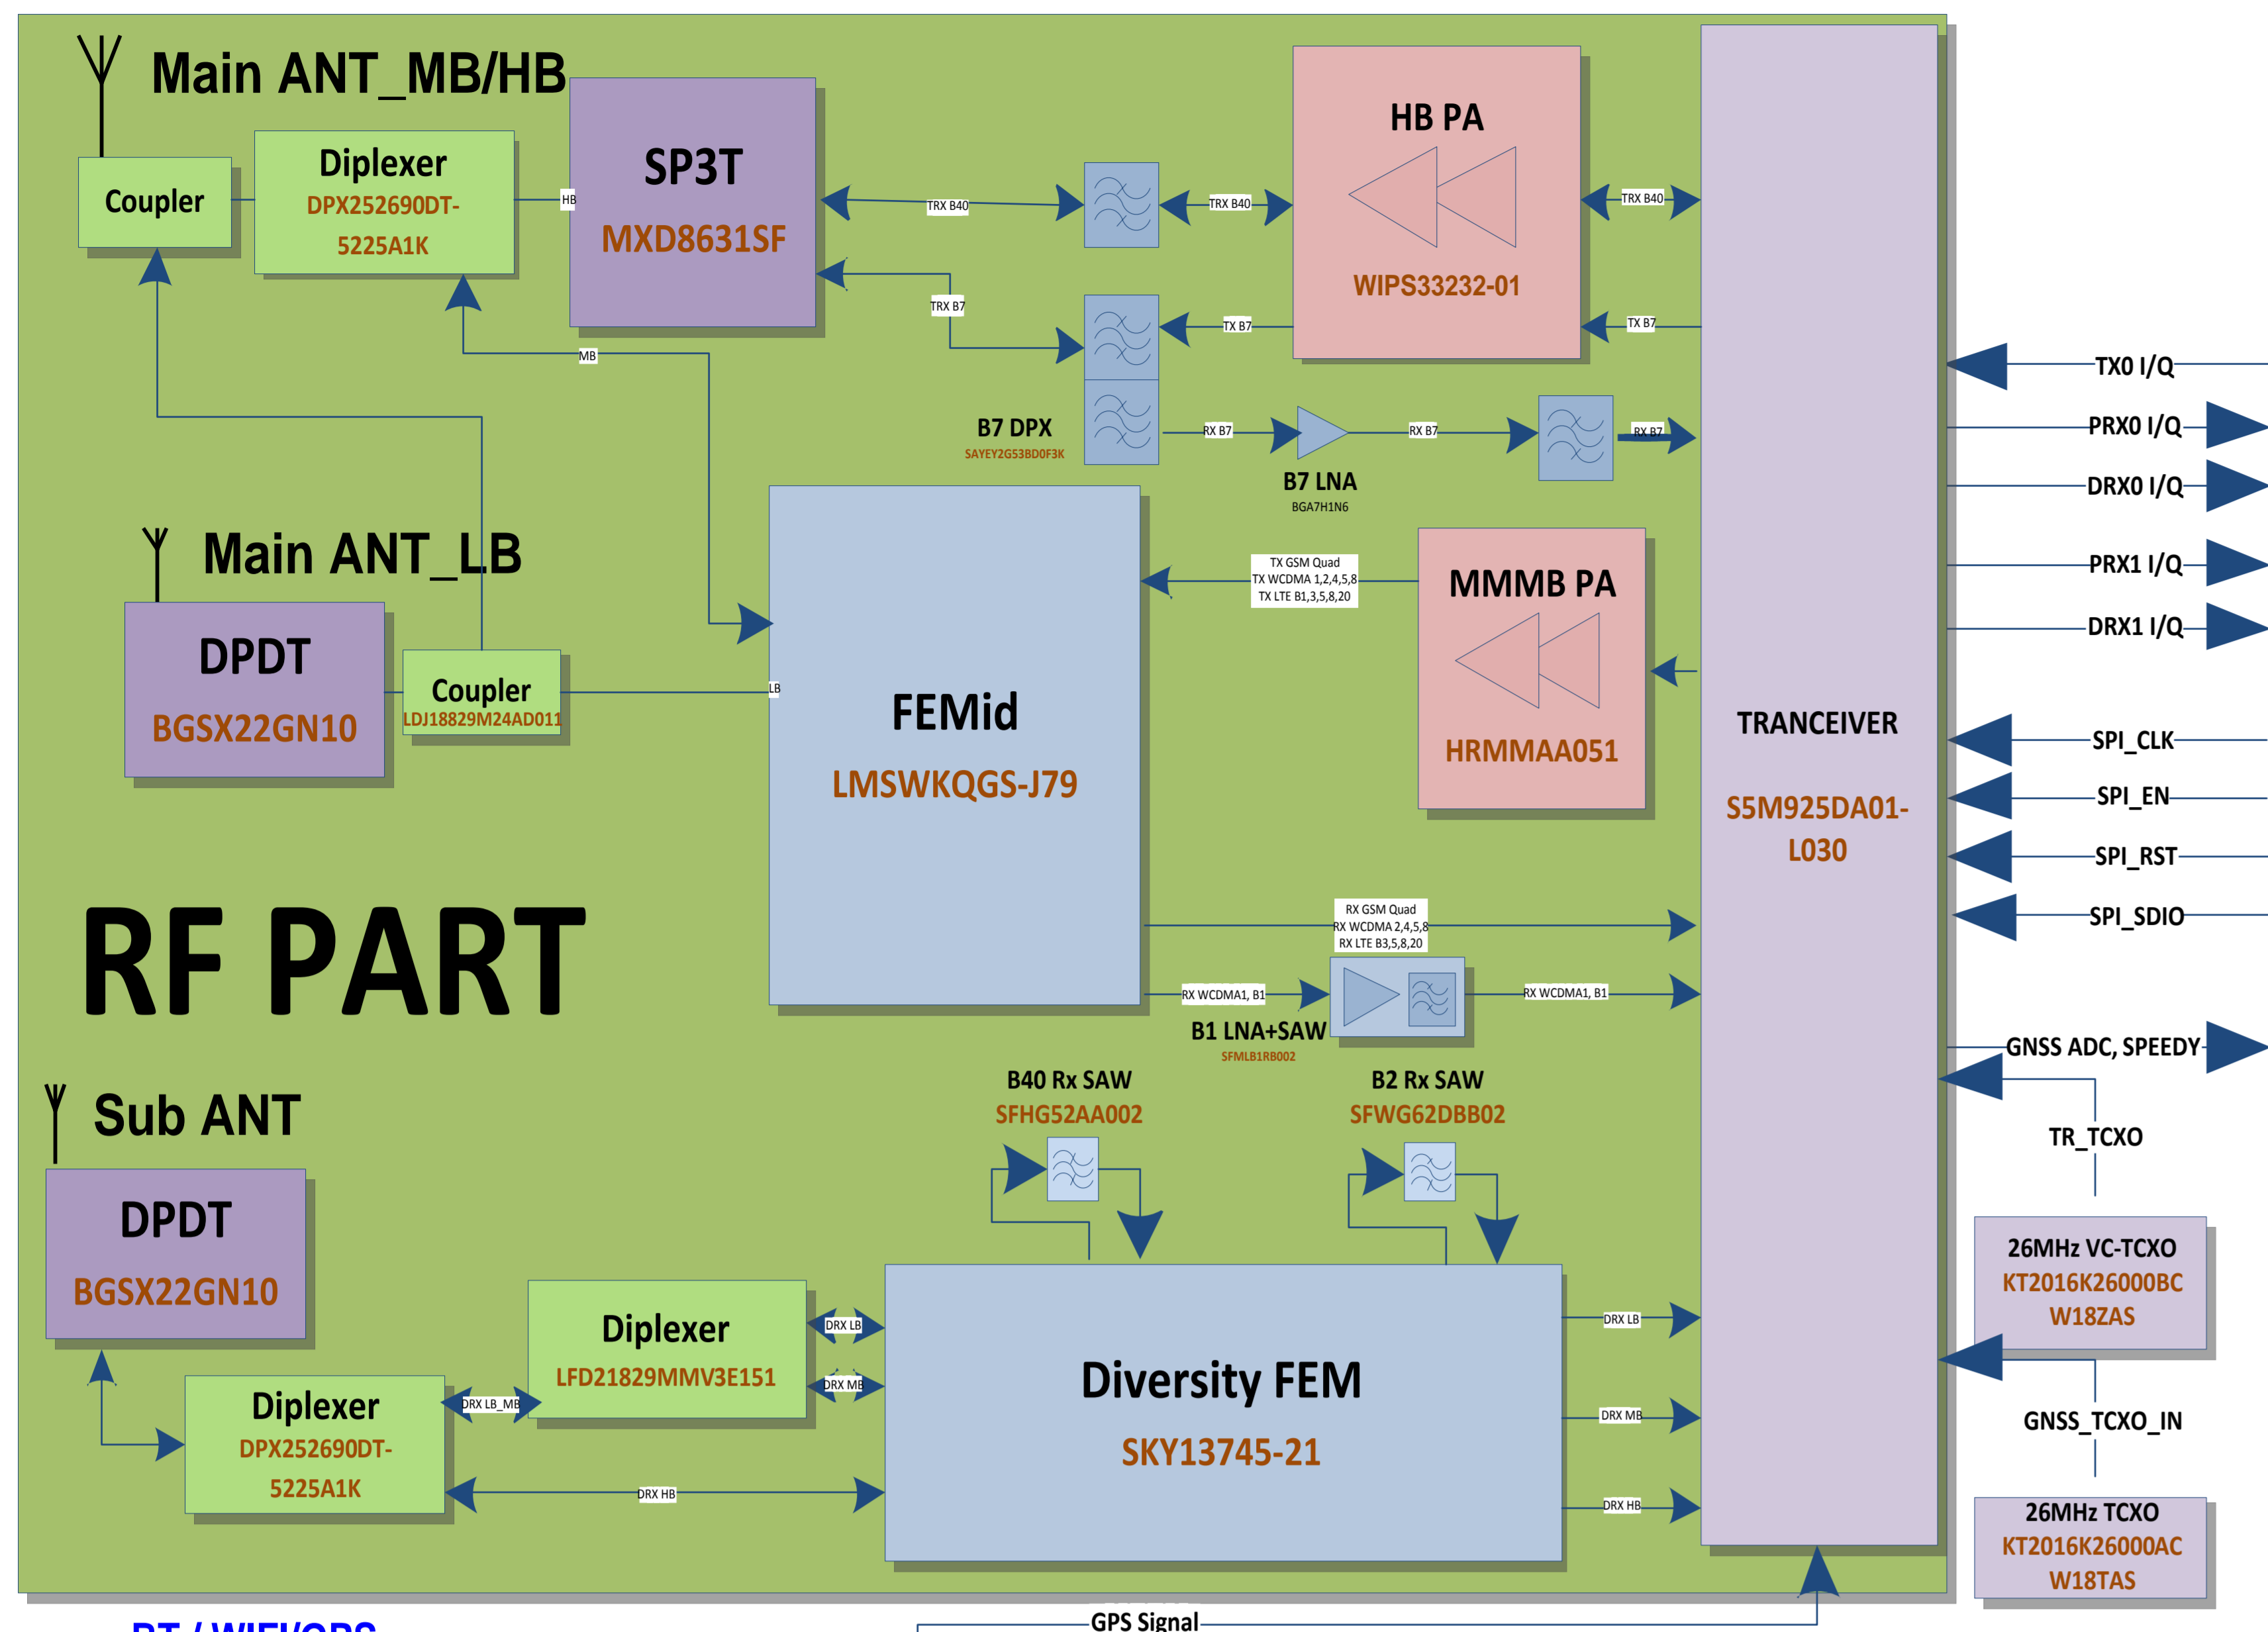 Main ANT_MB/HB
Coupler
Diplexer
DPX252690DT-
5225A1K
HB
SP3T
MXD8631SF
TRX B40
TRX B40
HB PA
WIPS33232-01
TRX B40
TRX B7
TX B7
TX B7
MB
B7 DPX
SAYEY2G53BD0F3K
RX B7
B7 LNA
BGA7H1N6
RX B7
RX B7
Main ANT_LB
DPDT
BGSX22GN10
Coupler
LDJ18829M24AD011
LB
FEMid
LMSWKQGS-J79
TX GSM Quad
TX WCDMA 1,2,4,5,8
TX LTE B1,3,5,8,20
MMMB PA
HRMMAA051
TRANCEIVER
S5M925DA01-
L030
RF PART
RX GSM Quad
RX WCDMA 2,4,5,8
RX LTE B3,5,8,20
RX WCDMA1, B1
RX WCDMA1, B1
B1 LNA+SAW
SFMLB1RB002
B40 Rx SAW
SFHG52AA002
B2 Rx SAW
SFWG62DBB02
Sub ANT
DPDT
BGSX22GN10
Diplexer
DPX252690DT-
5225A1K
DRX LB_MB
Diplexer
LFD21829MMV3E151
DRX LB
DRX MB
DRX HB
Diversity FEM
SKY13745-21
DRX LB
DRX MB
DRX HB
TX0 I/Q
PRX0 I/Q
DRX0 I/Q
PRX1 I/Q
DRX1 I/Q
SPI_CLK
SPI_EN
SPI_RST
SPI_SDIO
GNSS ADC, SPEEDY
TR_TCXO
26MHz VC-TCXO
KT2016K26000BC
W18ZAS
GNSS_TCXO_IN
26MHz TCXO
KT2016K26000AC
W18TAS
GPS Signal
BT / WIFI/GPS